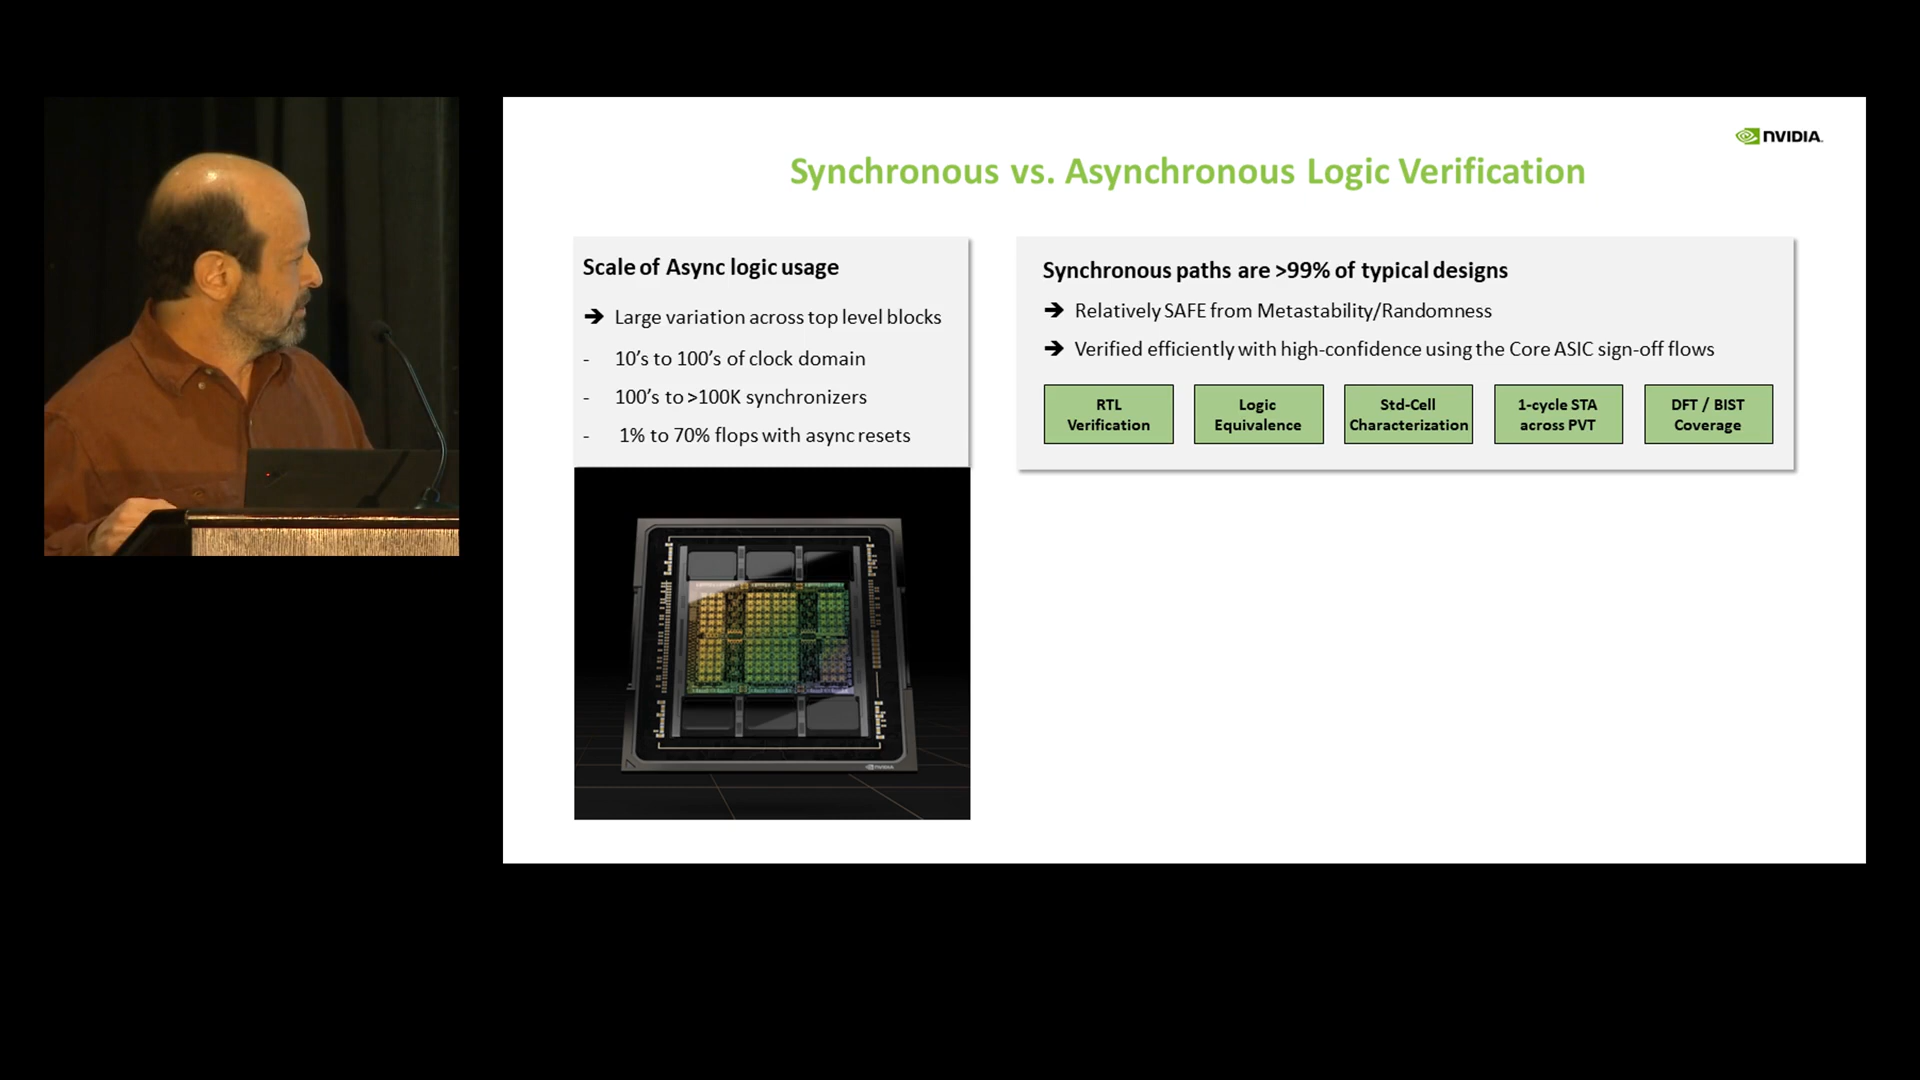 NVIDIA.
Synchronous vs. Asynchronous Logic Verification
Scale of Async logic usage
➔ Large variation across top level blocks
- 10’s to 100’s of clock domain
- 100’s to >100K synchronizers
- 1% to 70% flops with async resets
NVIDIA
Synchronous paths are >99% of typical designs
➔ Relatively SAFE from Metastability/Randomness
➔ Verified efficiently with high-confidence using the Core ASIC sign-off flows
RTL
Verification
Logic
Equivalence
Std-Cell
Characterization
1-cycle STA
across PVT
DFT / BIST
Coverage